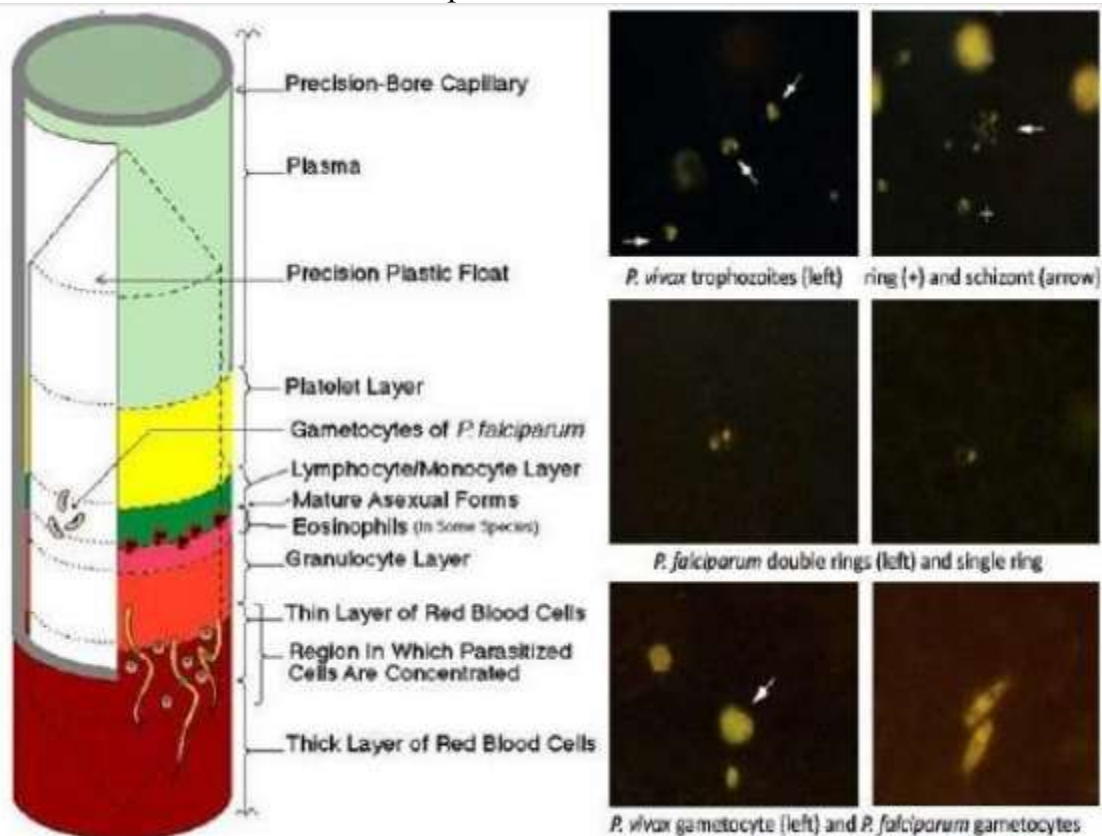 Precision-Bore Capillary
Plasma
Precision Plastic Float
Platelet Layer
Gametocytes of P. falciparum
Lymphocyte/Monocyte Layer
Mature Asexual Forms
Eosinophils (In Some Species)
Granulocyte Layer
Thin Layer of Red Blood Cells
Region In Which Parasitized
Cells Are Concentrated
Thick Layer of Red Blood Cells
P. vivax trophozoites (left)
ring (+) and schizont (arrow)
P. falciparum double rings (left) and single ring
P. vivax gametocyte (left) and P. falciparum gametocytes